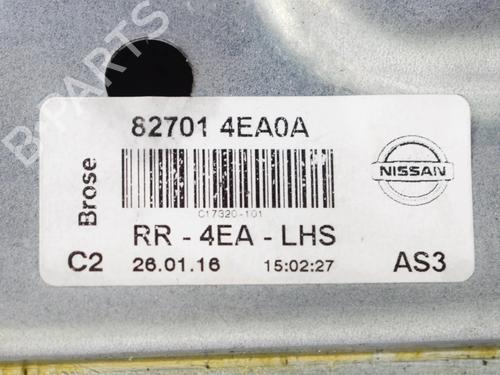 B-PARTS
82701 4EA0A
Brose
C17320-101
NISSAN
RR - 4EA - LHS
C2 26.01.16 15:02:27 AS3